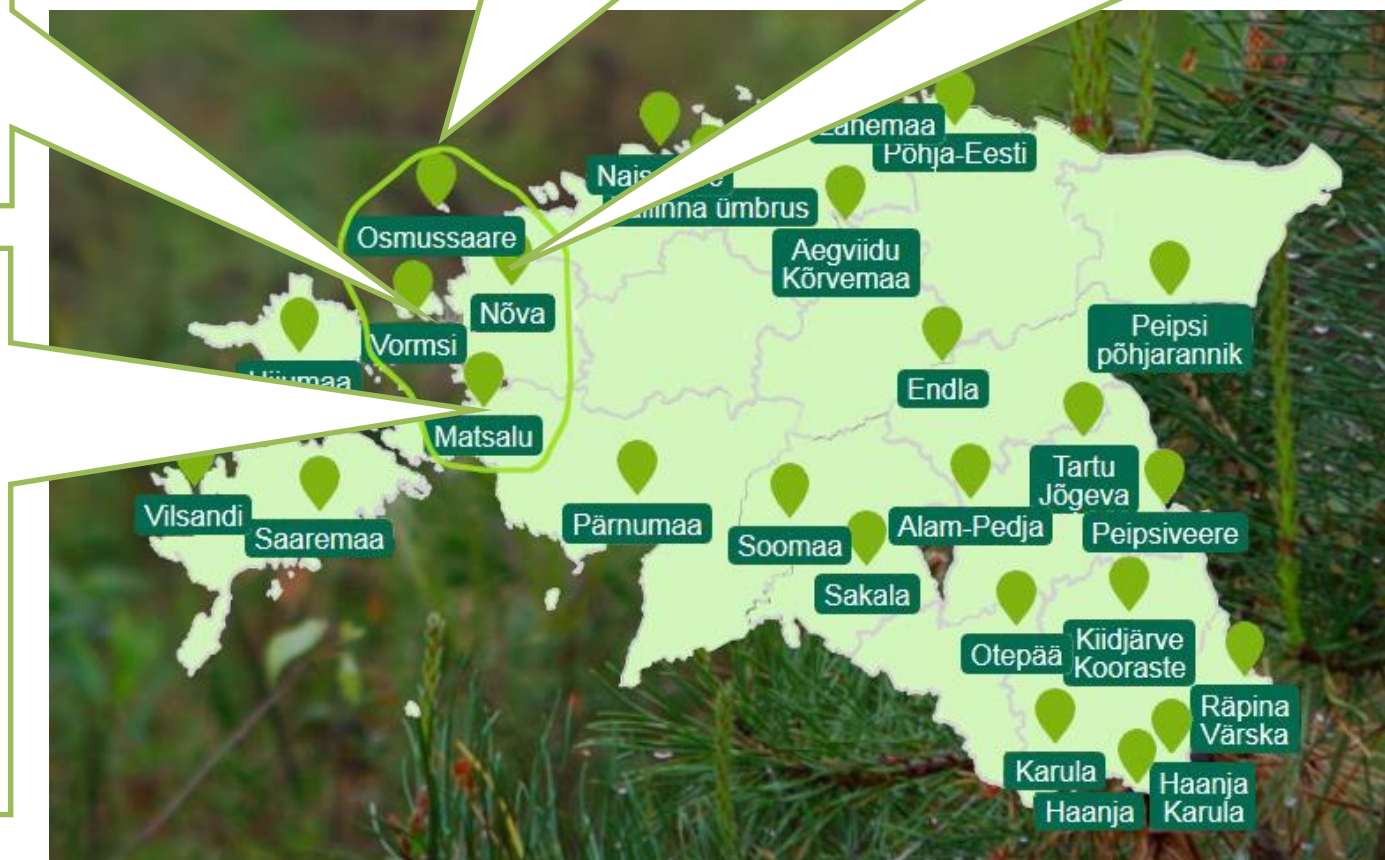 Lahemaa
Põhja-Eesti
ümbrus
Aegviidu
Kõrvemaa
Osmussaare
Nõva
Vormsi
Peipsi
põhjarannik
Endla
Matsalu
Tartu
Jõgeva
Vilsandi
Saaremaa
Pärnumaa
Soomaa
Alam-Pedja
Peipsiveere
Sakala
Otepää
Kiidjärve
Kooraste
Räpina
Värska
Karula
Haanja
Haanja
Karula